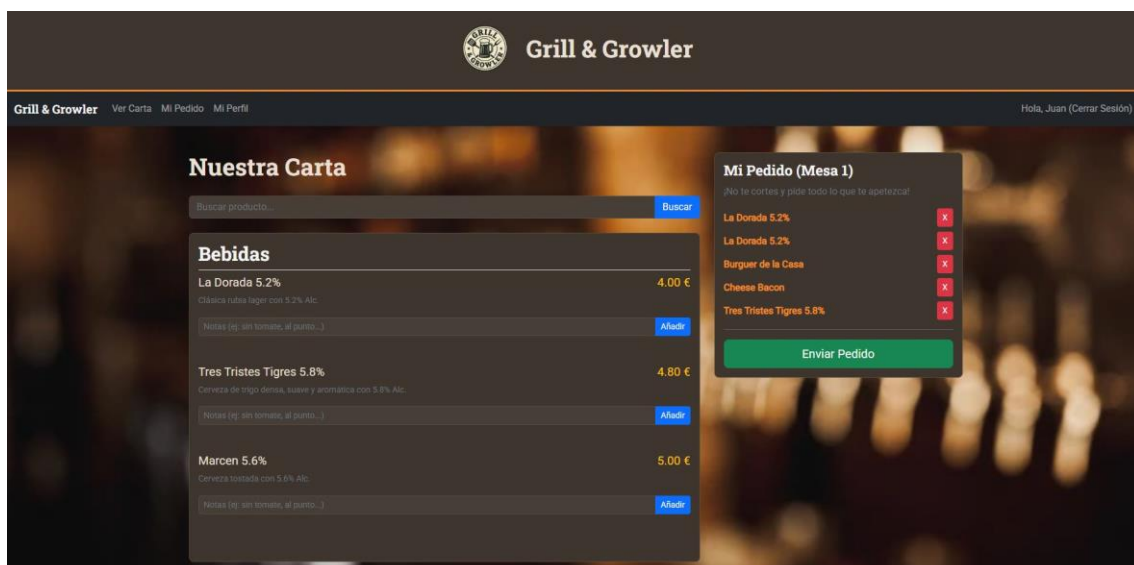 GRILL & GROWLER
Grill & Growler
Grill & Growler Ver Carta Mi Pedido Mi Perfil Hola, Juan (Cerrar Sesión)
Nuestra Carta
Buscar producto... Buscar
Bebidas
La Dorada 5.2% 4.00 €
Clásica rubia lager con 5.2% Alc.
Notas (ej: sin tomate, al punto...) Añadir
Tres Tristes Tigres 5.8% 4.80 €
Cerveza de trigo densa, suave y aromática con 5.8% Alc.
Notas (ej: sin tomate, al punto...) Añadir
Marcen 5.6% 5.00 €
Cerveza tostada con 5.6% Alc.
Notas (ej: sin tomate, al punto...) Añadir
Mi Pedido (Mesa 1)
¡No te cortes y pide todo lo que te apetezca!
La Dorada 5.2% X
La Dorada 5.2% X
Burguer de la Casa X
Cheese Bacon X
Tres Tristes Tigres 5.8% X
Enviar Pedido